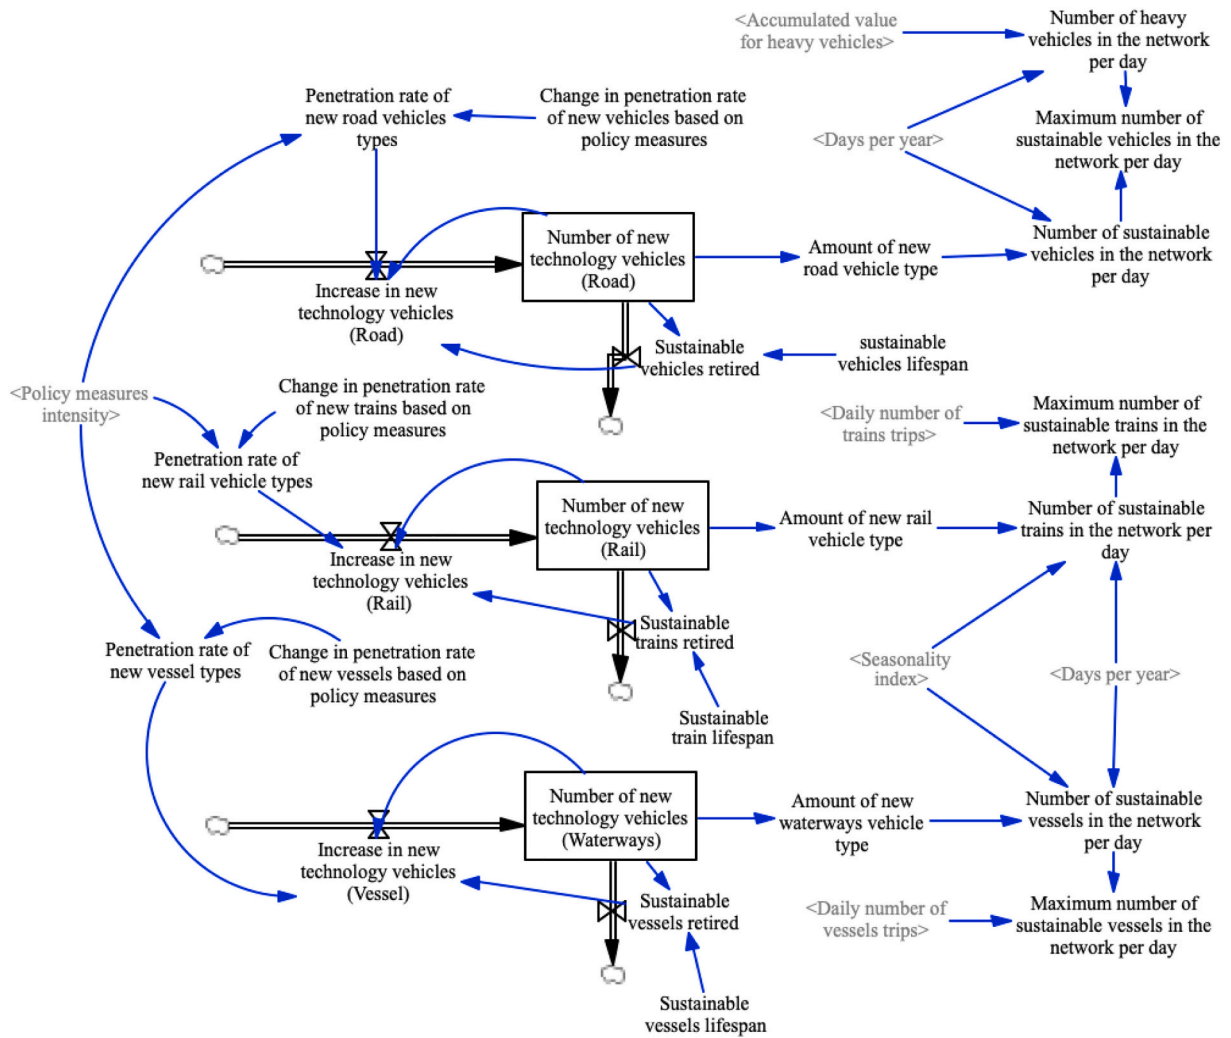 <Accumulated value
for heavy vehicles>
Number of heavy
vehicles in the network
per day
Penetration rate of
new road vehicles
types
Change in penetration rate
of new vehicles based on
policy measures
<Days per year>
Maximum number of
sustainable vehicles in the
network per day
Number of new
technology vehicles
(Road)
Amount of new
road vehicle type
Number of sustainable
vehicles in the network
per day
Increase in new
technology vehicles
(Road)
Sustainable
vehicles retired
sustainable
vehicles lifespan
<Policy measures
intensity>
Change in penetration rate
of new trains based on
policy measures
<Daily number of
trains trips>
Maximum number of
sustainable trains in the
network per day
Penetration rate of
new rail vehicle types
Number of new
technology vehicles
(Rail)
Amount of new rail
vehicle type
Number of sustainable
trains in the network per
day
Increase in new
technology vehicles
(Rail)
Sustainable
trains retired
Penetration rate of
new vessel types
Change in penetration rate
of new vessels based on
policy measures
<Seasonality
index>
<Days per year>
Sustainable
train lifespan
Number of new
technology vehicles
(Waterways)
Amount of new
waterways vehicle
type
Number of sustainable
vessels in the network
per day
Increase in new
technology vehicles
(Vessel)
Sustainable
vessels retired
<Daily number of
vessels trips>
Maximum number of
sustainable vessels in the
network per day
Sustainable
vessels lifespan